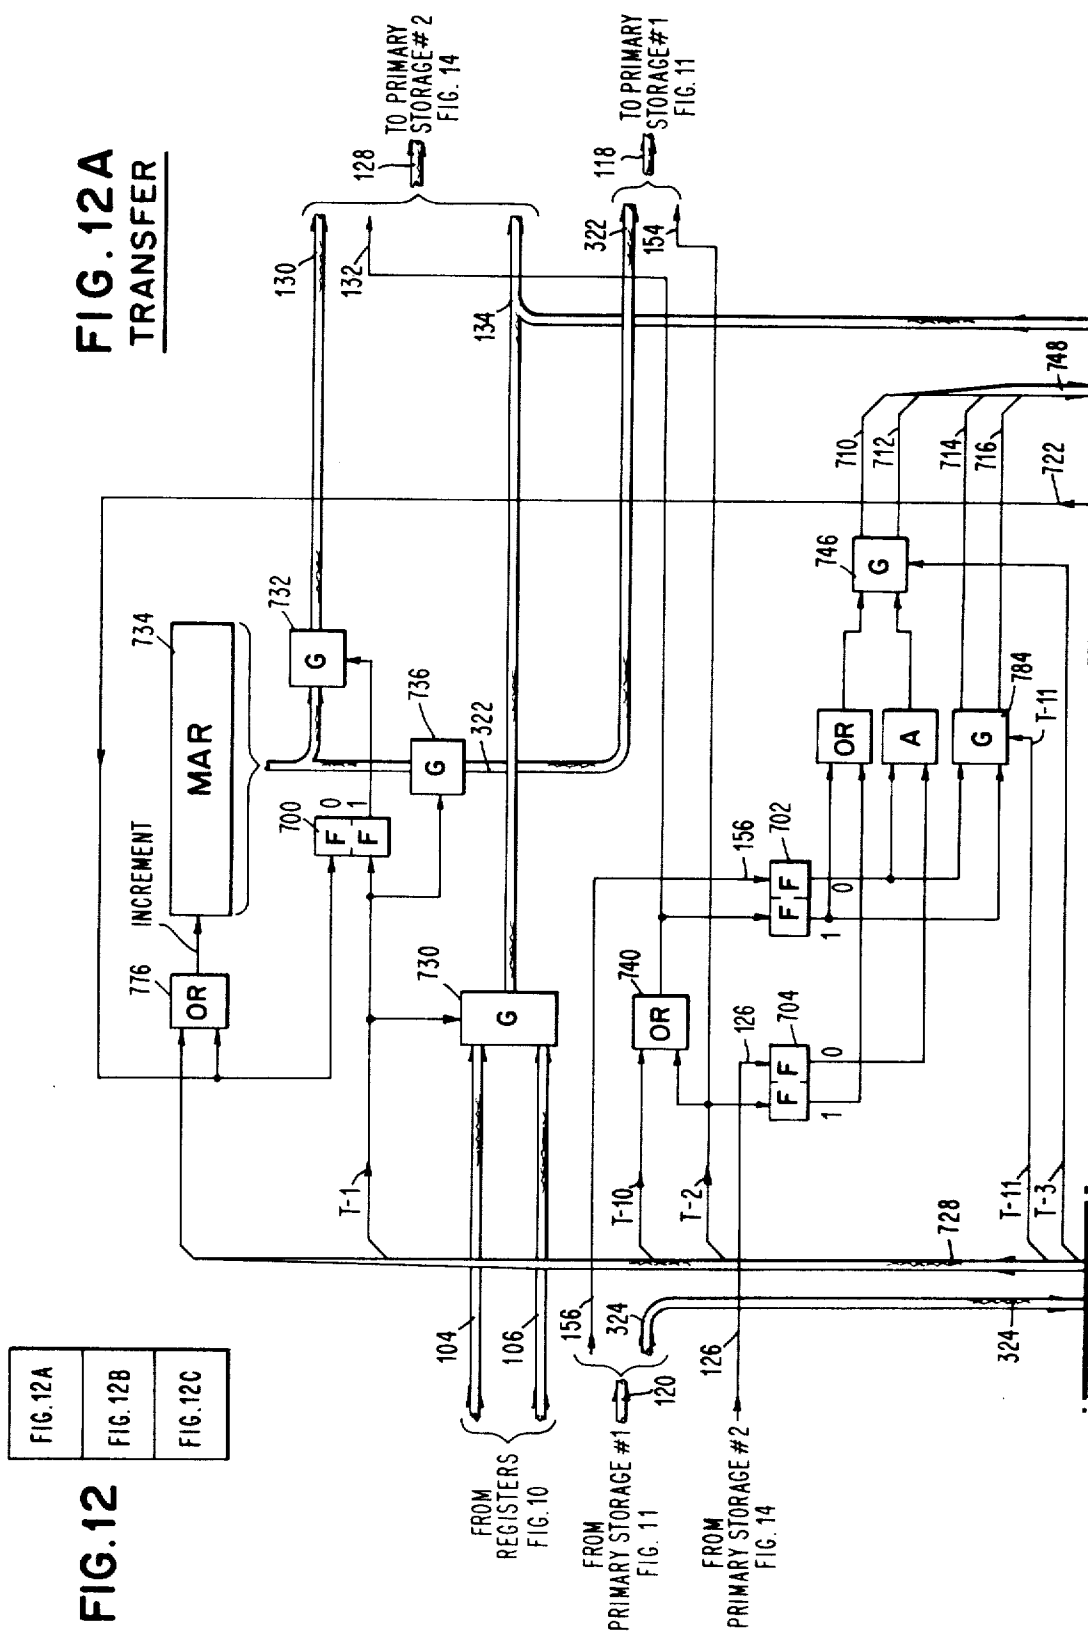 FIG. 12
FIG. 12A
FIG. 12B
FIG. 12C
FIG. 12A
TRANSFER
776
OR
INCREMENT
734
MAR
732
G
130
128
TO PRIMARY
STORAGE # 2
FIG. 14
132
700
F
F
0
1
736
G
322
T-1
104
106
FROM
REGISTERS
FIG. 10
730
G
134
322
118
TO PRIMARY
STORAGE #1
FIG. 11
154
FROM
PRIMARY STORAGE #1
FIG. 11
120
156
324
T-10
740
OR
156
702
F
F
1
0
T-2
126
FROM
PRIMARY STORAGE #2
FIG. 14
126
704
F
F
1
0
OR
A
746
G
710
712
714
716
784
G
T-11
748
722
T-11
T-3
728
324